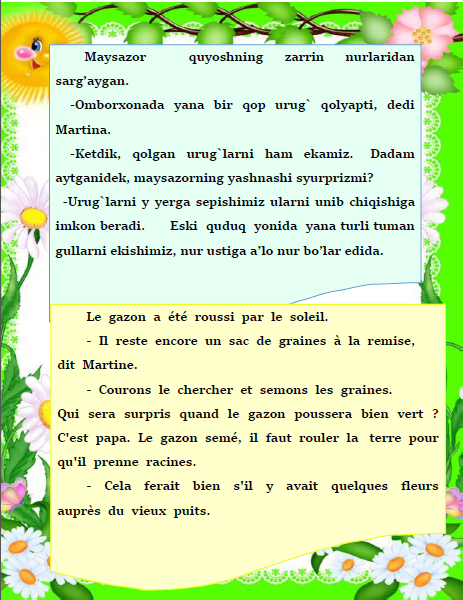 Maysazor quyoshning zarrin nurlaridan
sarg’aygan.
-Omborxonada yana bir qop urug` qolyapti, dedi
Martina.
-Ketdik, qolgan urug`larni ham ekamiz. Dadam
aytganidek, maysazorning yashnashi syurprizmi?
-Urug`larni y yerga sepishimiz ularni unib chiqishiga
imkon beradi. Eski quduq yonida yana turli tuman
gullarni ekishimiz, nur ustiga a’lo nur bo’lar edida.
Le gazon a été roussi par le soleil.
- Il reste encore un sac de graines à la remise,
dit Martine.
- Courons le chercher et semons les graines.
Qui sera surpris quand le gazon poussera bien vert ?
C'est papa. Le gazon semé, il faut rouler la terre pour
qu'il prenne racines.
- Cela ferait bien s'il y avait quelques fleurs
auprès du vieux puits.